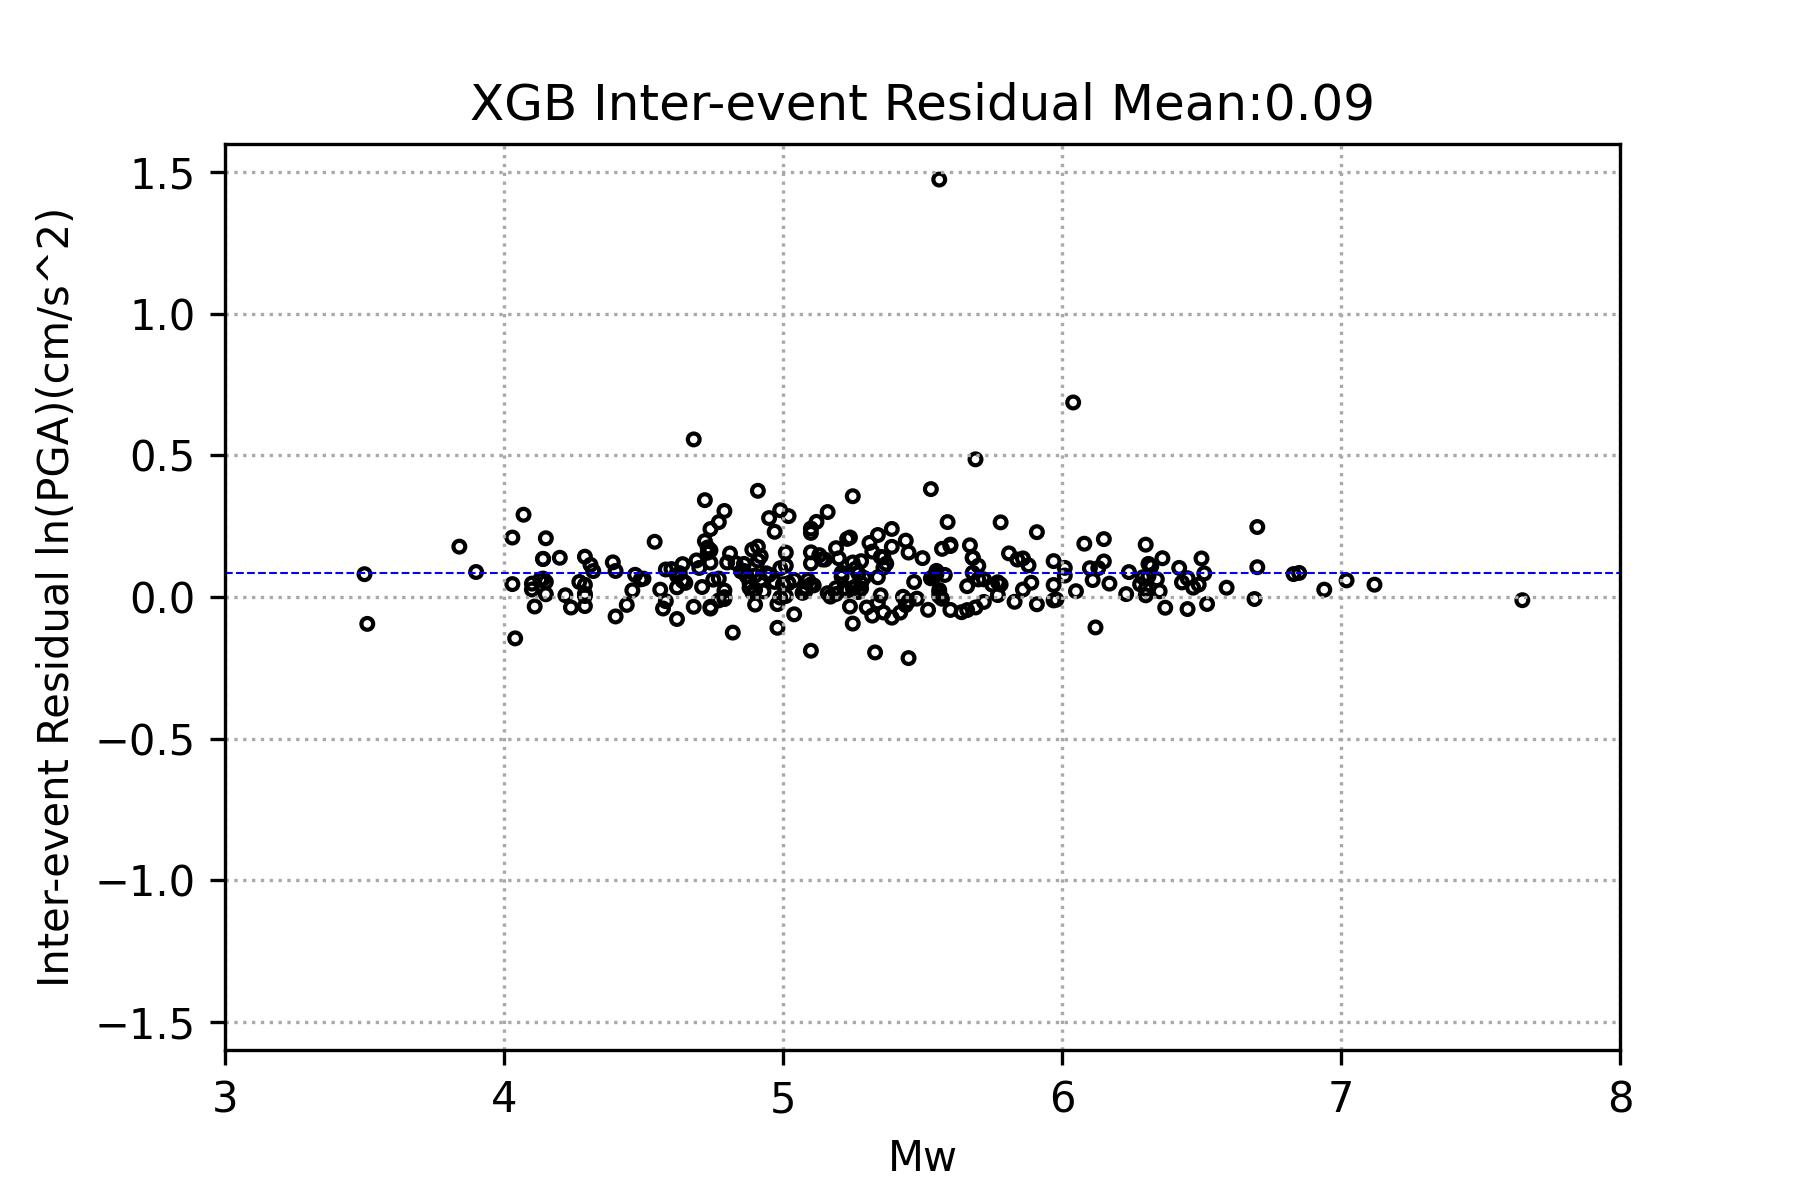 XGB Inter-event Residual Mean:0.09
Inter-event Residual ln(PGA)(cm/s^2)
1.5
1.0
0.5
0.0
−0.5
−1.0
−1.5
3 4 5 6 7 8
Mw